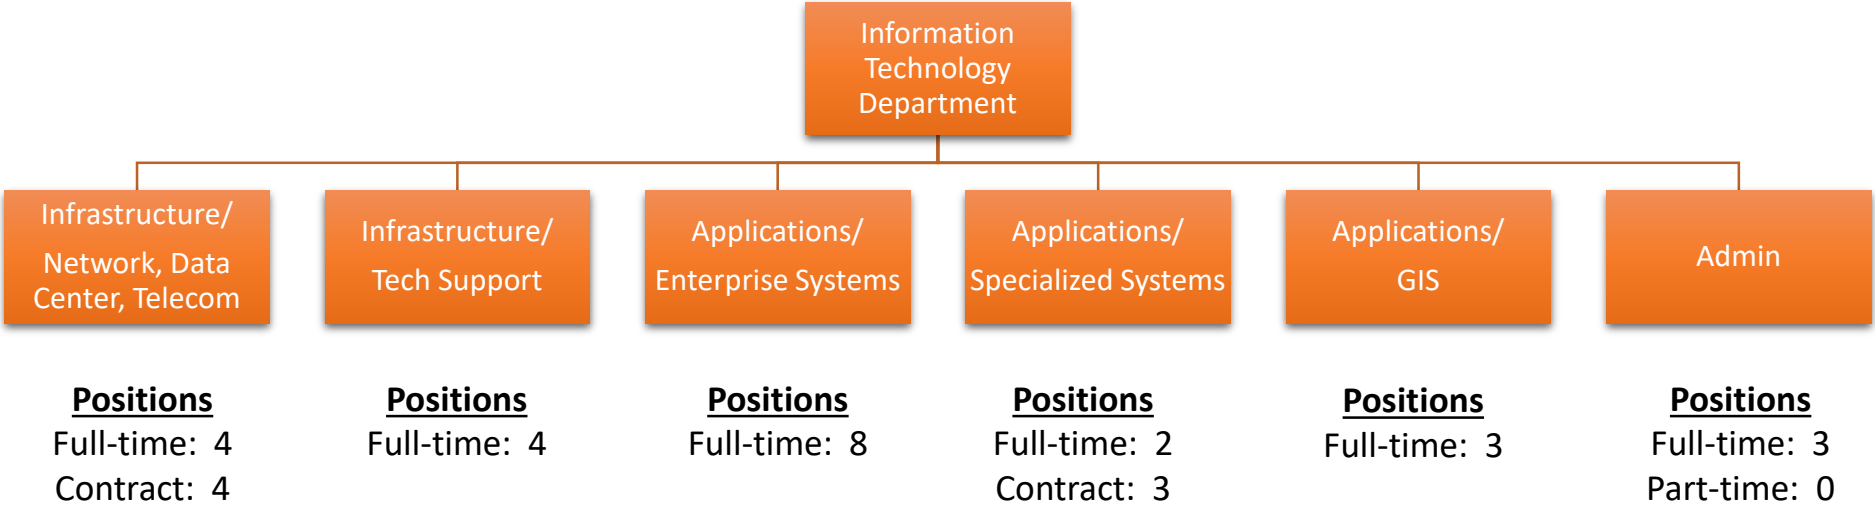 Information
Technology
Department
Infrastructure/
Network, Data
Center, Telecom
Infrastructure/
Tech Support
Applications/
Enterprise Systems
Applications/
Specialized Systems
Applications/
GIS
Admin
Positions
Full-time: 4
Contract: 4
Positions
Full-time: 4
Positions
Full-time: 8
Positions
Full-time: 2
Contract: 3
Positions
Full-time: 3
Positions
Full-time: 3
Part-time: 0